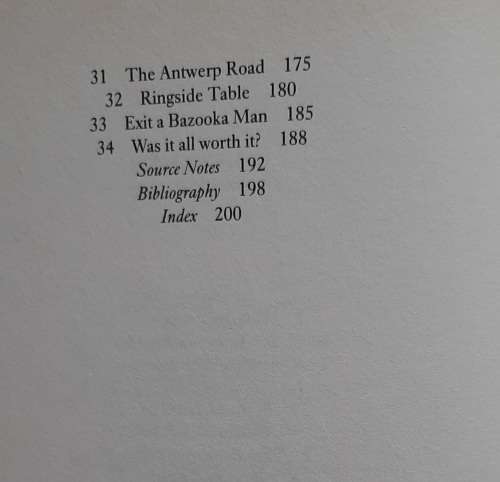 31 The Antwerp Road 175
32 Ringside Table 180
33 Exit a Bazooka Man 185
34 Was it all worth it? 188
Source Notes 192
Bibliography 198
Index 200